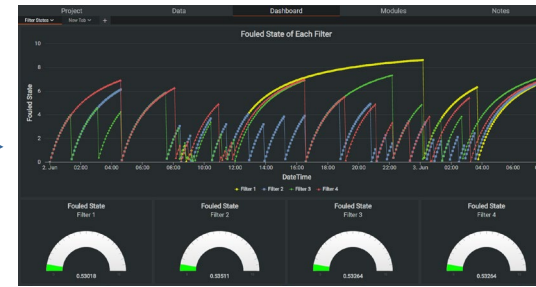 Project Data Dashboard Modules Notes
Filter States New Tab +
Fouled State of Each Filter
10
8
6
4
2
0
Fouled State
2. Jan 02:00 04:00 06:00 08:00 10:00 12:00 14:00 16:00 18:00 20:00 22:00 3. Jan 02:00 04:00 06:00
DateTime
Filter 1 Filter 2 Filter 3 Filter 4
Fouled State Fouled State Fouled State Fouled State
Filter 1 Filter 2 Filter 3 Filter 4
0.53018 0.53511 0.53264 0.53264